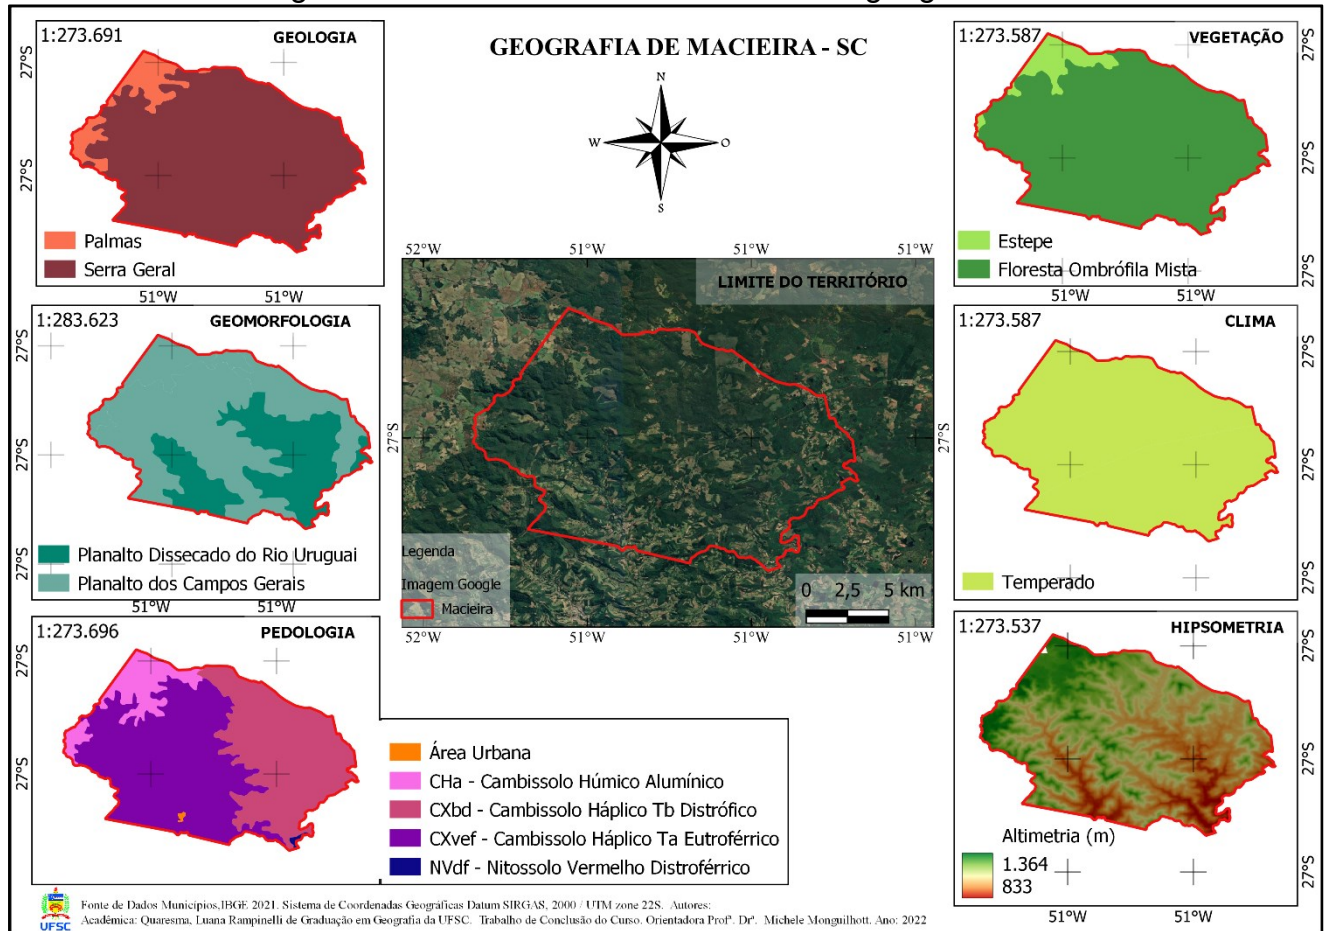 GEOGRAFIA DE MACIEIRA - SC
N
W
O
S
1:273.691
GEOLOGIA
27°S
27°S
Palmas
Serra Geral
51°W
51°W
1:283.623
GEOMORFOLOGIA
27°S
27°S
27°S
Planalto Dissecado do Rio Uruguai
Planalto dos Campos Gerais
51°W
51°W
1:273.696
PEDOLOGIA
27°S
27°S
27°S
Área Urbana
CHa - Cambissolo Húmico Alumínico
CXbd - Cambissolo Háplico Tb Distrófico
CXvef - Cambissolo Háplico Ta Eutroférrico
NVdf - Nitossolo Vermelho Distroférrico
52°W
51°W
51°W
51°W
LIMITE DO TERRITÓRIO
27°S
27°S
Legenda
Imagem Google
Macieira
0 2,5 5 km
52°W
51°W
51°W
51°W
1:273.587
VEGETAÇÃO
27°S
27°S
27°S
Estepe
Floresta Ombrófila Mista
51°W
51°W
1:273.587
CLIMA
27°S
27°S
27°S
Temperado
1:273.537
HIPSOMETRIA
27°S
27°S
27°S
Altimetria (m)
1.364
833
51°W
51°W
UFSC
Fonte de Dados Municípios,IBGE 2021. Sistema de Coordenadas Geográficas Datum SIRGAS, 2000 / UTM zone 22S. Autores:
Acadêmica: Quaresma, Luana Rampinelli de Graduação em Geografia da UFSC. Trabalho de Conclusão do Curso. Orientadora Profª. Drª. Michele Monguilhott. Ano: 2022